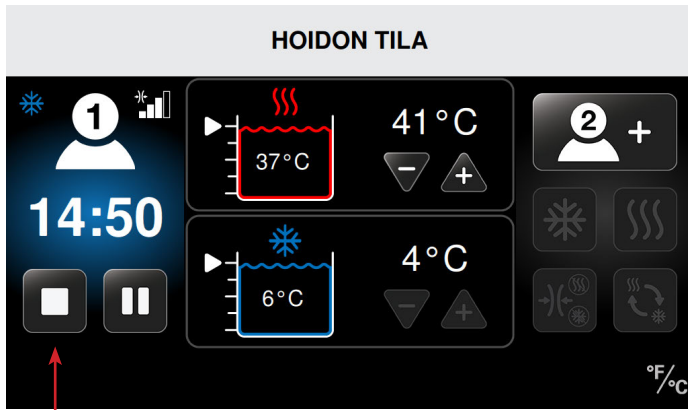 HOIDON TILA
1
14:50
37°C
41°C
− +
6°C
4°C
− +
2 +
°F/°C